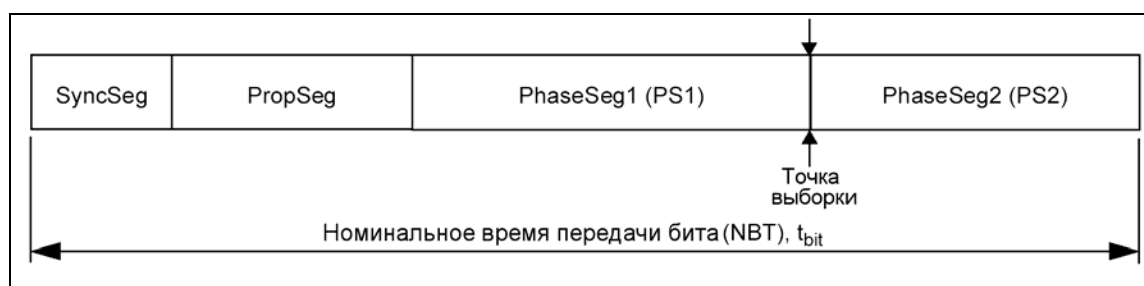 SyncSeg
PropSeg
PhaseSeg1 (PS1)
PhaseSeg2 (PS2)
Точка
выборки
Номинальное время передачи бита (NBT), tbit